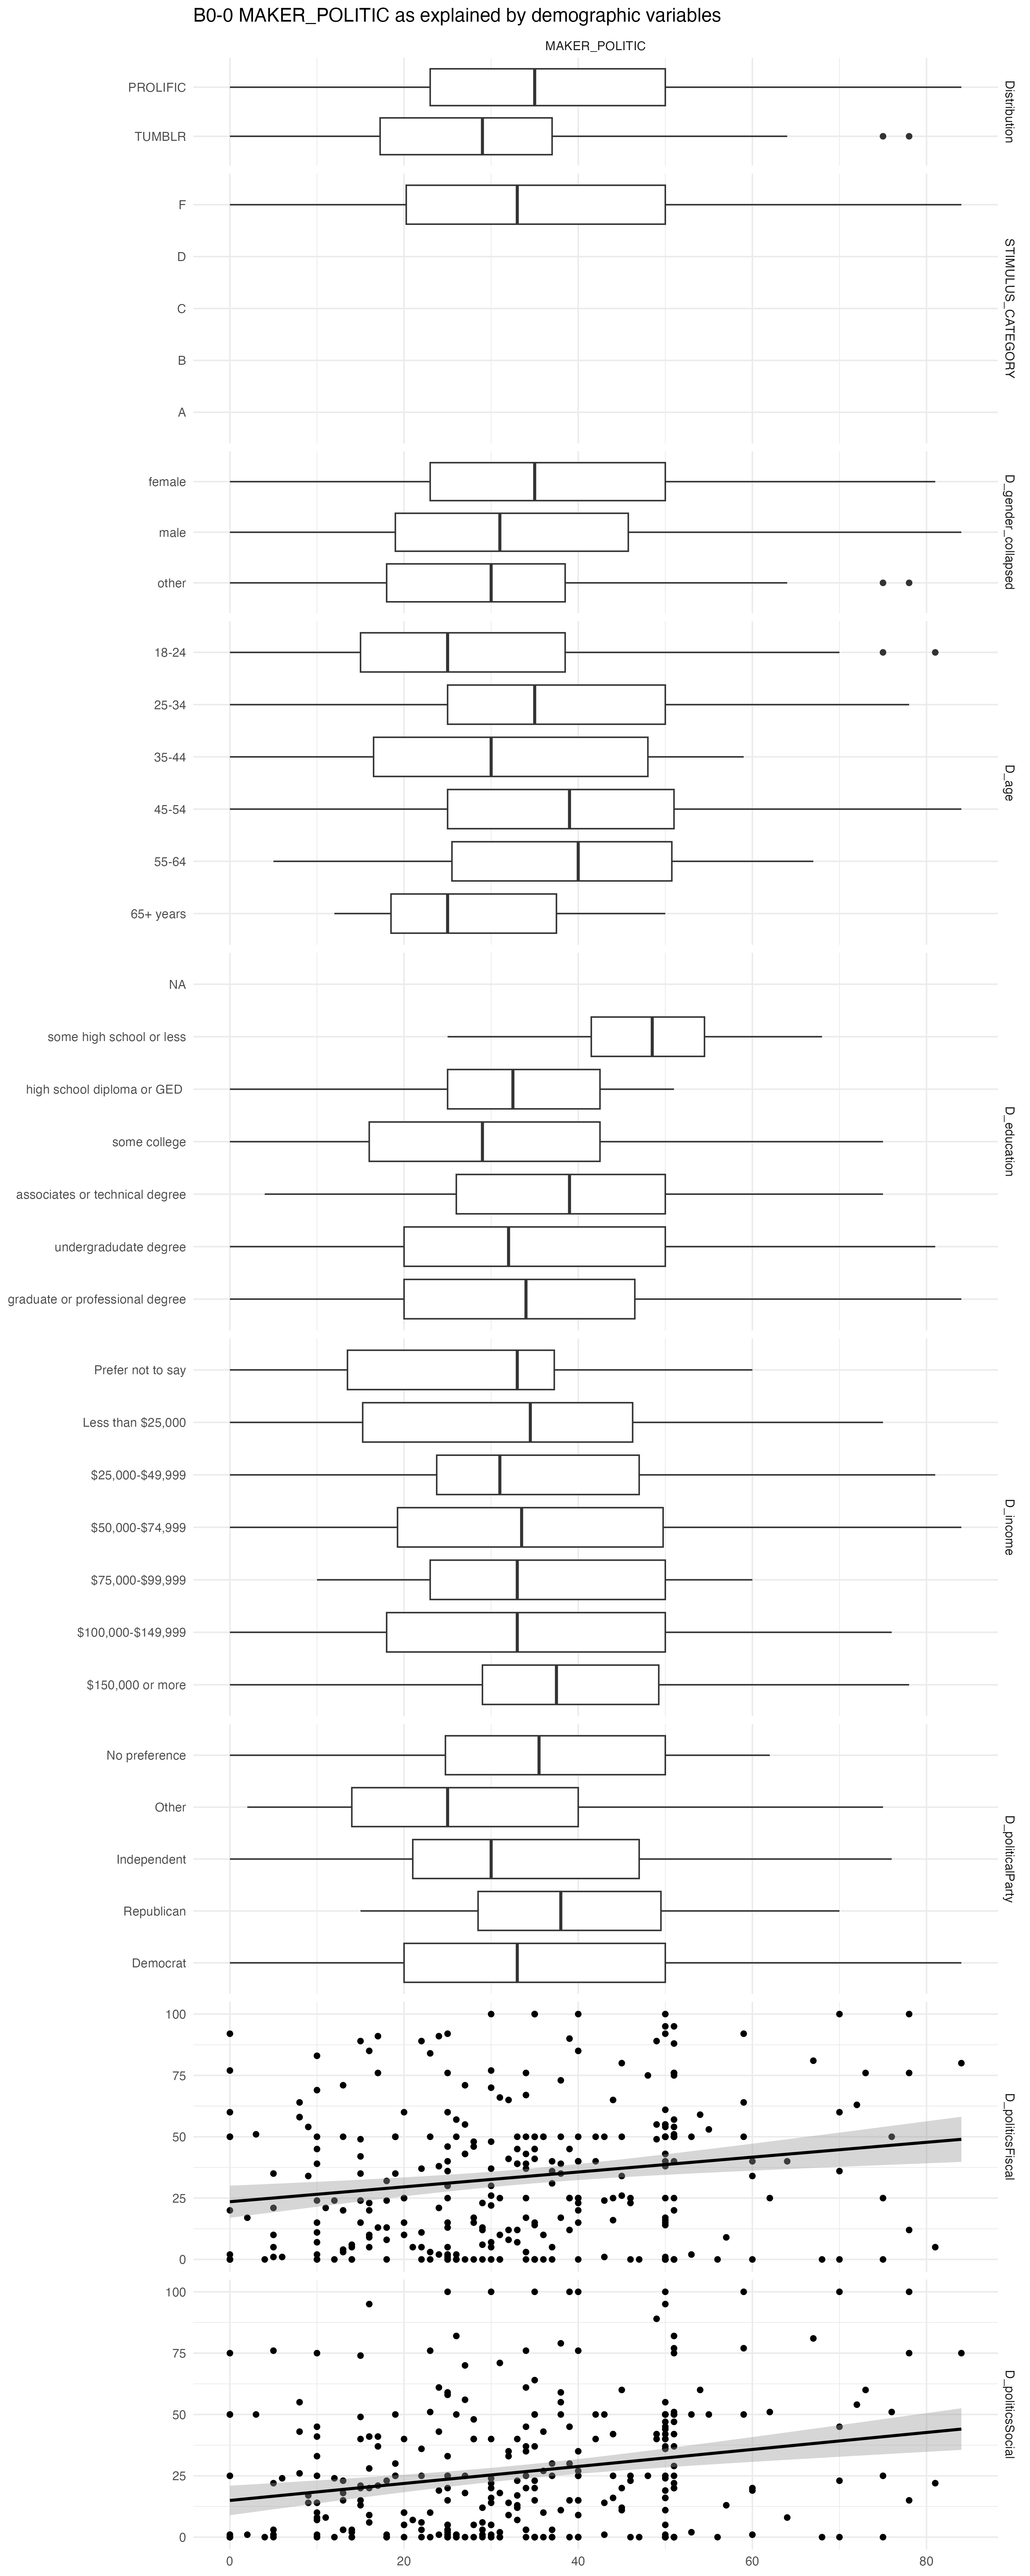 B0-0 MAKER_POLITIC as explained by demographic variables
MAKER_POLITIC
PROLIFIC
TUMBLR
Distribution
F
D
C
B
A
STIMULUS_CATEGORY
female
male
other
D_gender_collapsed
18-24
25-34
35-44
45-54
55-64
65+ years
D_age
NA
some high school or less
high school diploma or GED
some college
associates or technical degree
undergradudate degree
graduate or professional degree
D_education
Prefer not to say
Less than $25,000
$25,000-$49,999
$50,000-$74,999
$75,000-$99,999
$100,000-$149,999
$150,000 or more
D_income
No preference
Other
Independent
Republican
Democrat
D_politicalParty
100
75
50
25
0
D_politicsFiscal
100
75
50
25
0
D_politicsSocial
0 20 40 60 80